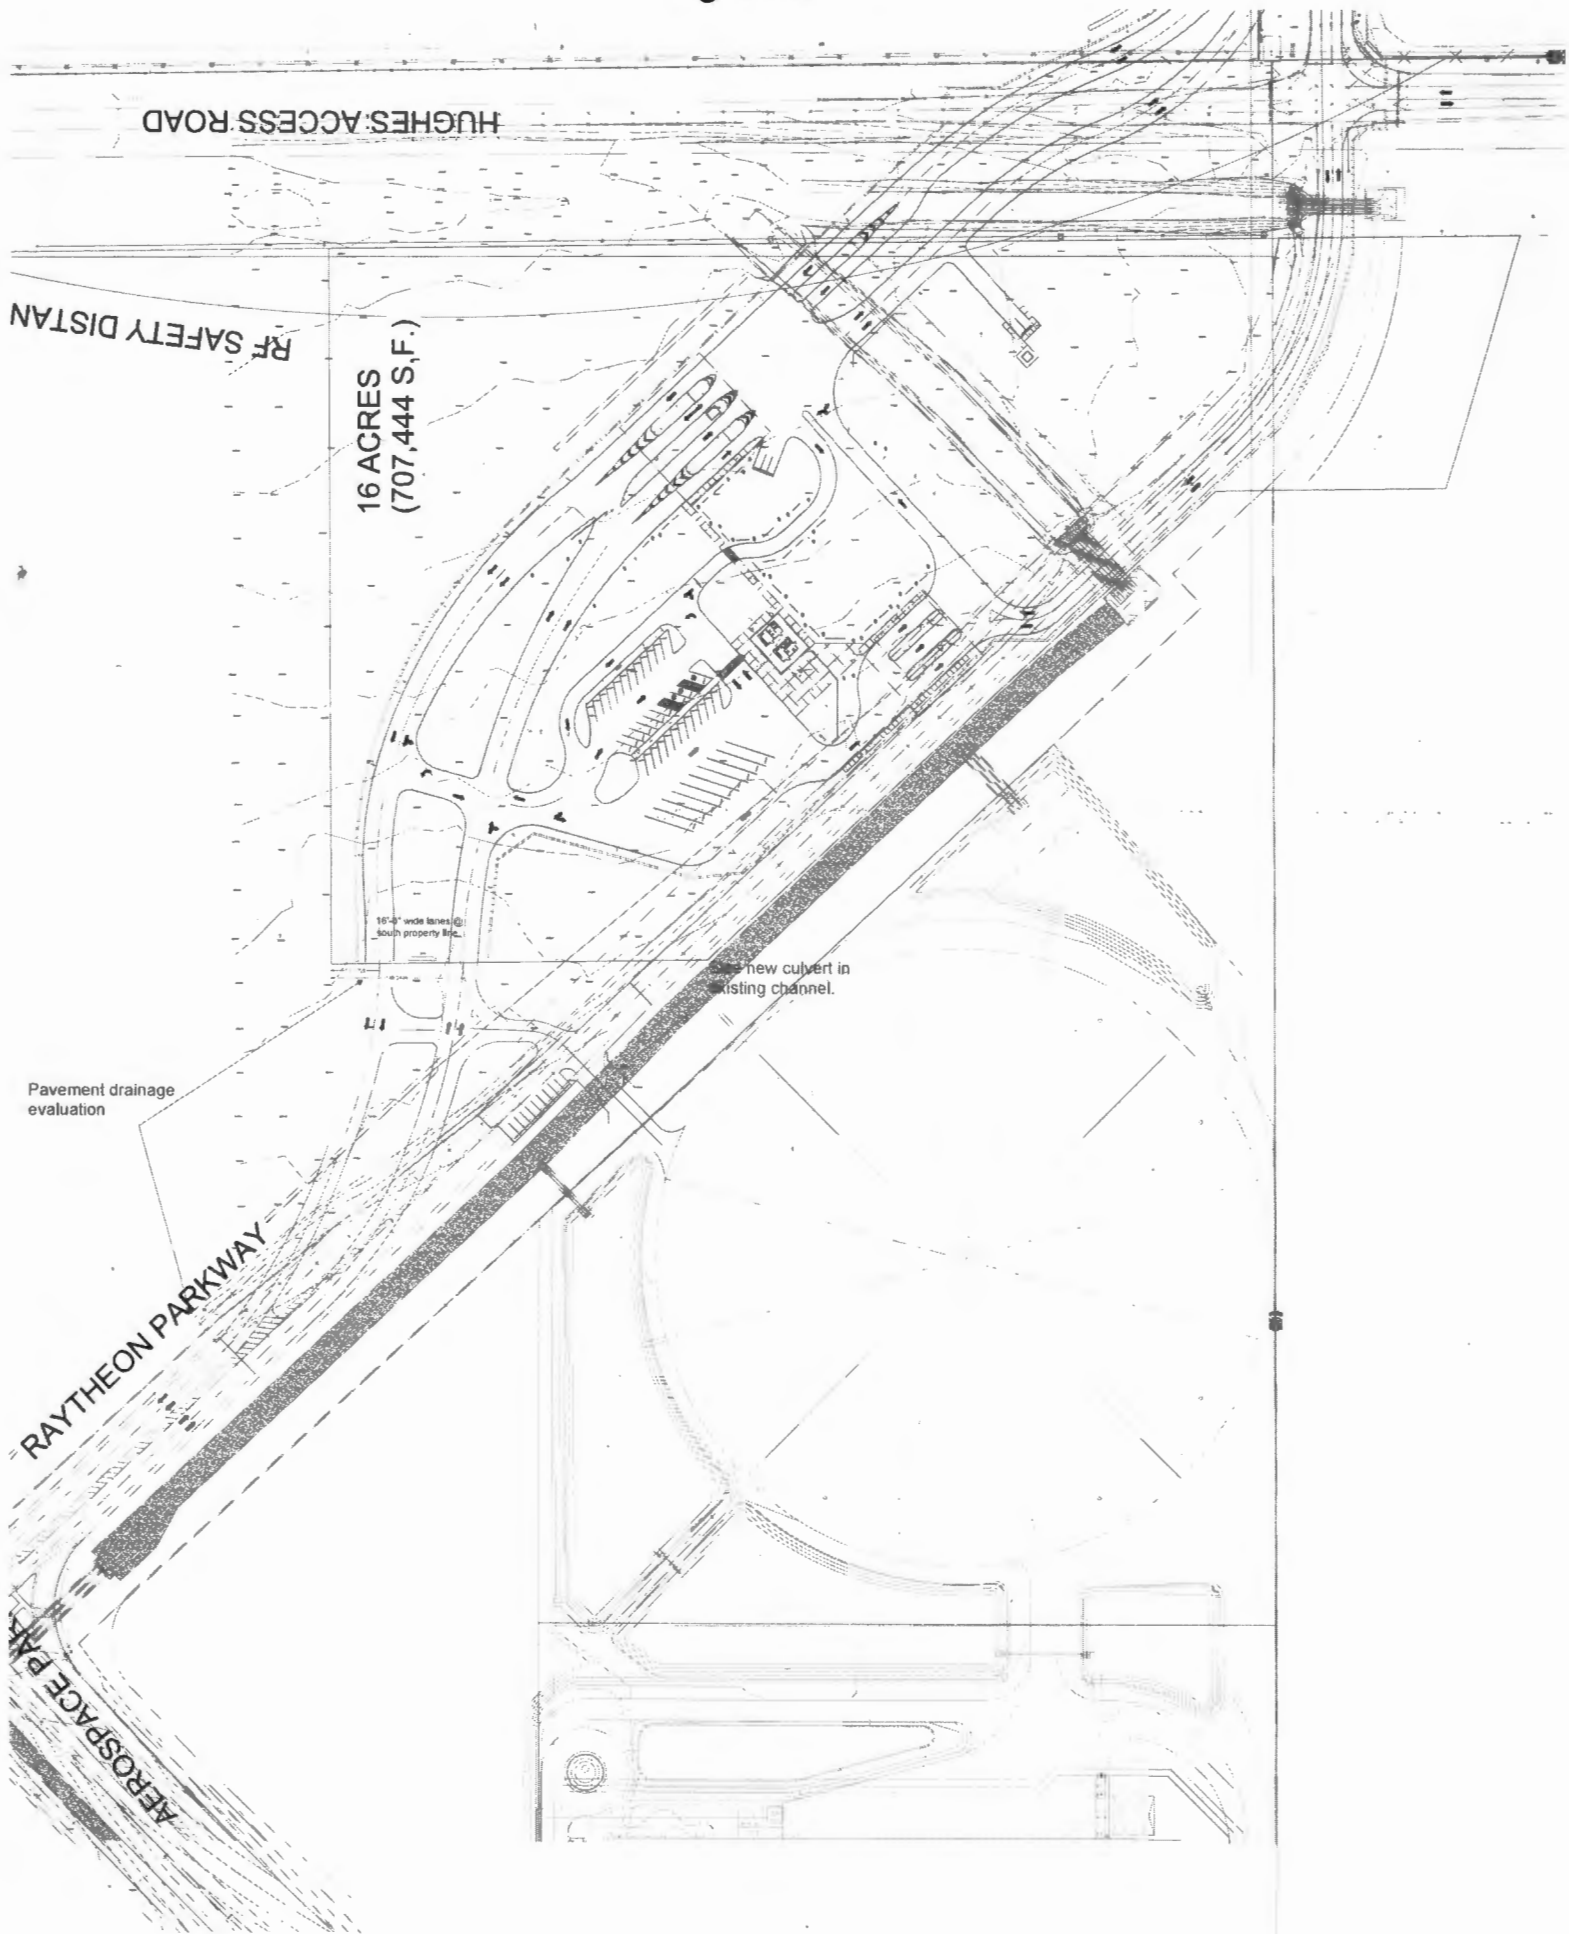 HUGHES ACCESS ROAD
RF SAFETY DISTAN
16 ACRES
(707,444 S.F.)
16'-0" wide lanes @
south property line
new culvert in
existing channel.
Pavement drainage
evaluation
RAYTHEON PARKWAY
AEROSPACE PA